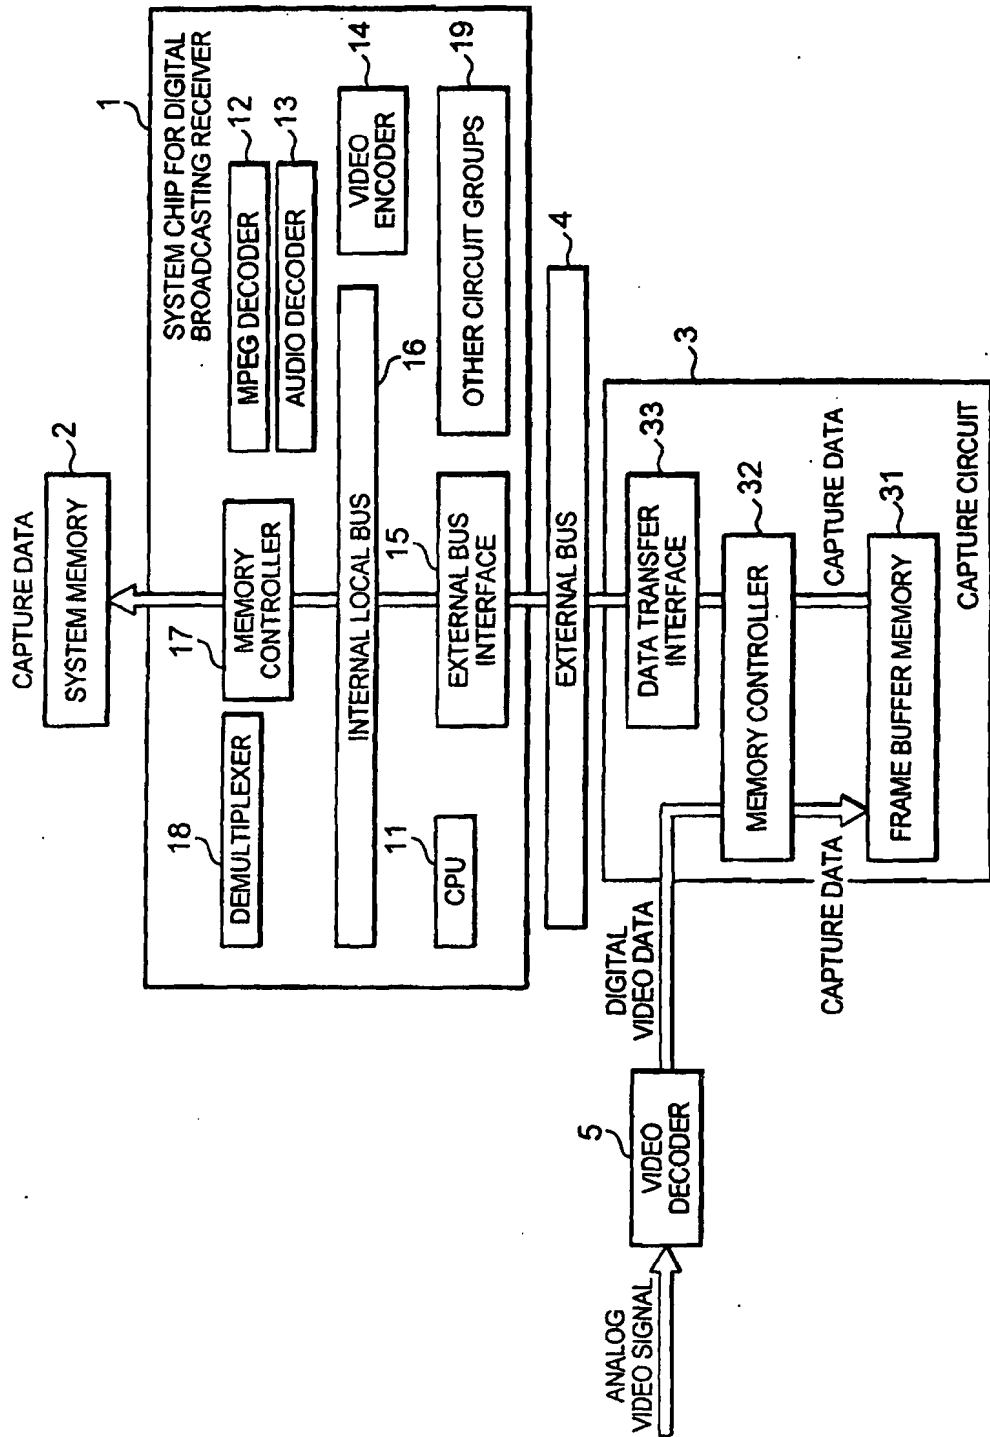 CAPTURE DATA
2
SYSTEM MEMORY
1
SYSTEM CHIP FOR DIGITAL
BROADCASTING RECEIVER
18
DEMULTIPLEXER
17
MEMORY
CONTROLLER
12
MPEG DECODER
13
AUDIO DECODER
14
VIDEO
ENCODER
INTERNAL LOCAL BUS
16
11
CPU
15
EXTERNAL BUS
INTERFACE
19
OTHER CIRCUIT GROUPS
EXTERNAL BUS
4
3
33
DATA TRANSFER
INTERFACE
32
MEMORY CONTROLLER
CAPTURE DATA
CAPTURE DATA
31
FRAME BUFFER MEMORY
CAPTURE CIRCUIT
DIGITAL
VIDEO DATA
5
VIDEO
DECODER
ANALOG
VIDEO SIGNAL